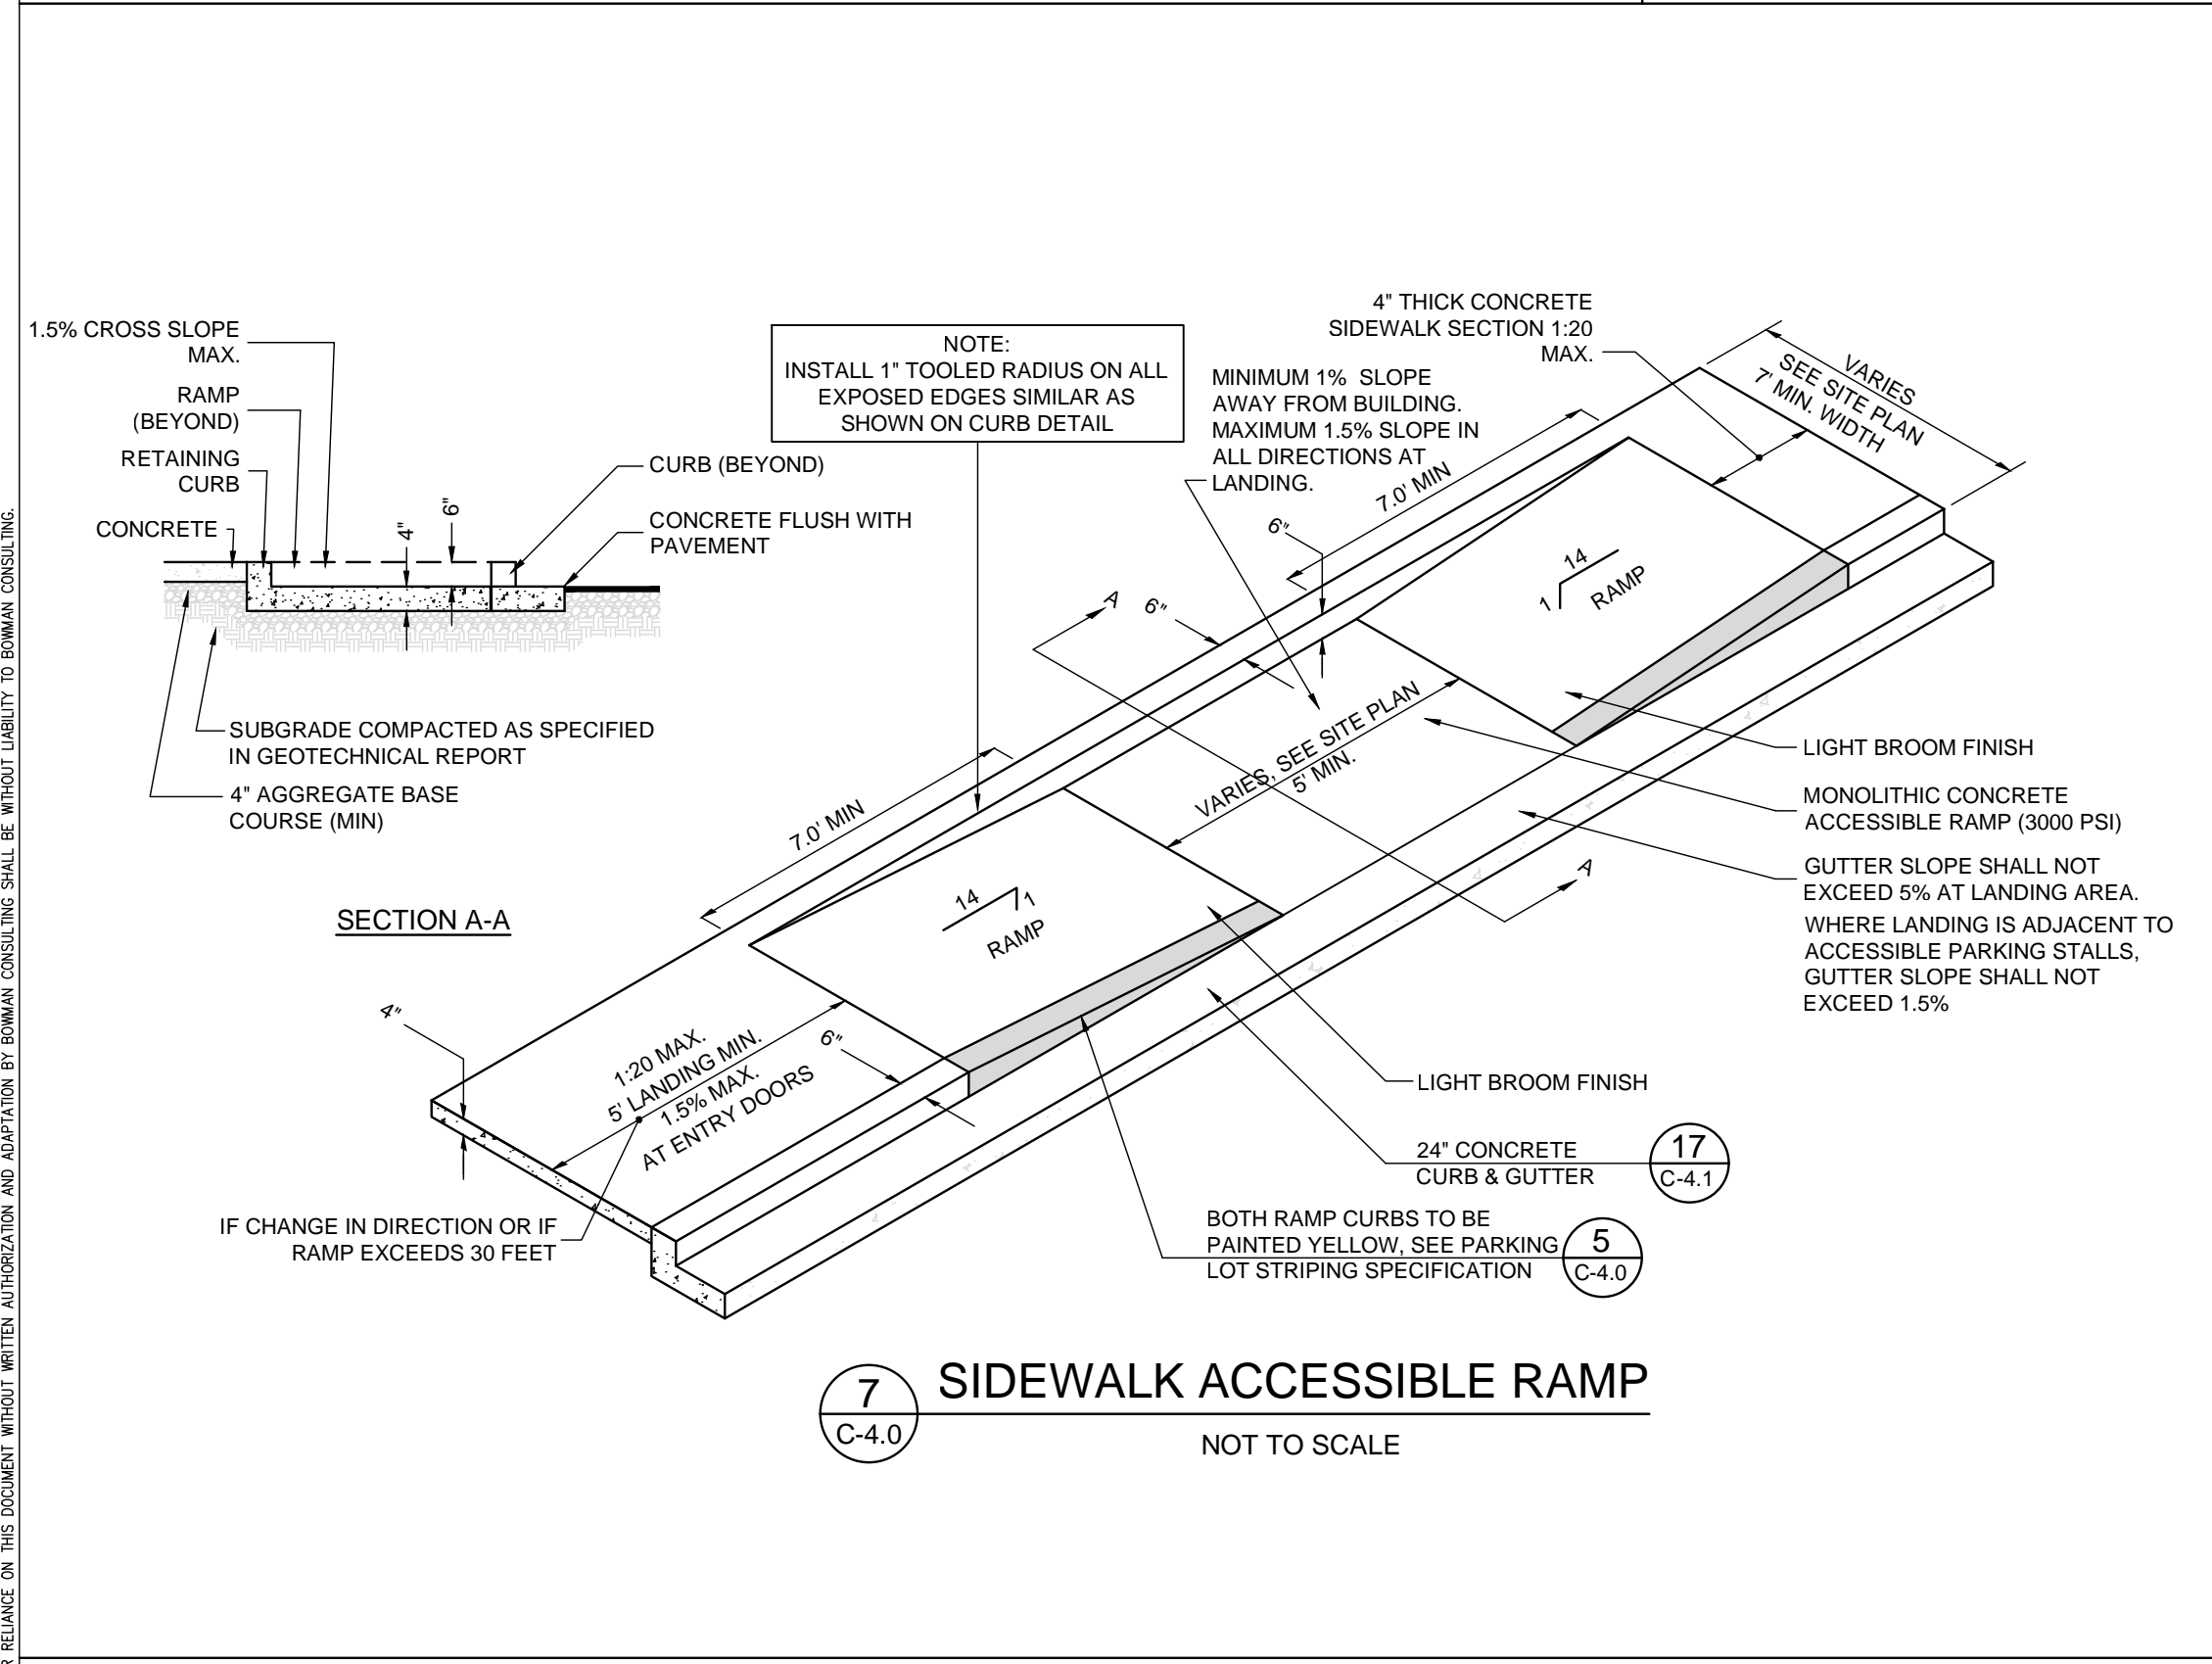 1.5% CROSS SLOPE
MAX.
RAMP
(BEYOND)
RETAINING
CURB
CONCRETE
4"
6"
CURB (BEYOND)
CONCRETE FLUSH WITH
PAVEMENT
SUBGRADE COMPACTED AS SPECIFIED
IN GEOTECHNICAL REPORT
4" AGGREGATE BASE
COURSE (MIN)
SECTION A-A
NOTE:
INSTALL 1" TOOLED RADIUS ON ALL
EXPOSED EDGES SIMILAR AS
SHOWN ON CURB DETAIL
MINIMUM 1% SLOPE
AWAY FROM BUILDING.
MAXIMUM 1.5% SLOPE IN
ALL DIRECTIONS AT
LANDING.
4" THICK CONCRETE
SIDEWALK SECTION 1:20
MAX.
VARIES
SEE SITE PLAN
7' MIN. WIDTH
7.0' MIN
6"
A
6"
14
1
RAMP
VARIES, SEE SITE PLAN
5' MIN.
7.0' MIN
14
1
RAMP
A
4"
1:20 MAX.
5' LANDING MIN.
1.5% MAX.
AT ENTRY DOORS
6"
IF CHANGE IN DIRECTION OR IF
RAMP EXCEEDS 30 FEET
LIGHT BROOM FINISH
MONOLITHIC CONCRETE
ACCESSIBLE RAMP (3000 PSI)
GUTTER SLOPE SHALL NOT
EXCEED 5% AT LANDING AREA.
WHERE LANDING IS ADJACENT TO
ACCESSIBLE PARKING STALLS,
GUTTER SLOPE SHALL NOT
EXCEED 1.5%
LIGHT BROOM FINISH
24" CONCRETE
CURB & GUTTER
17
C-4.1
BOTH RAMP CURBS TO BE
PAINTED YELLOW, SEE PARKING
LOT STRIPING SPECIFICATION
5
C-4.0
7
C-4.0
SIDEWALK ACCESSIBLE RAMP
NOT TO SCALE
R RELIANCE ON THIS DOCUMENT WITHOUT WRITTEN AUTHORIZATION AND ADAPTATION BY BOWMAN CONSULTING SHALL BE WITHOUT LIABILITY TO BOWMAN CONSULTING.